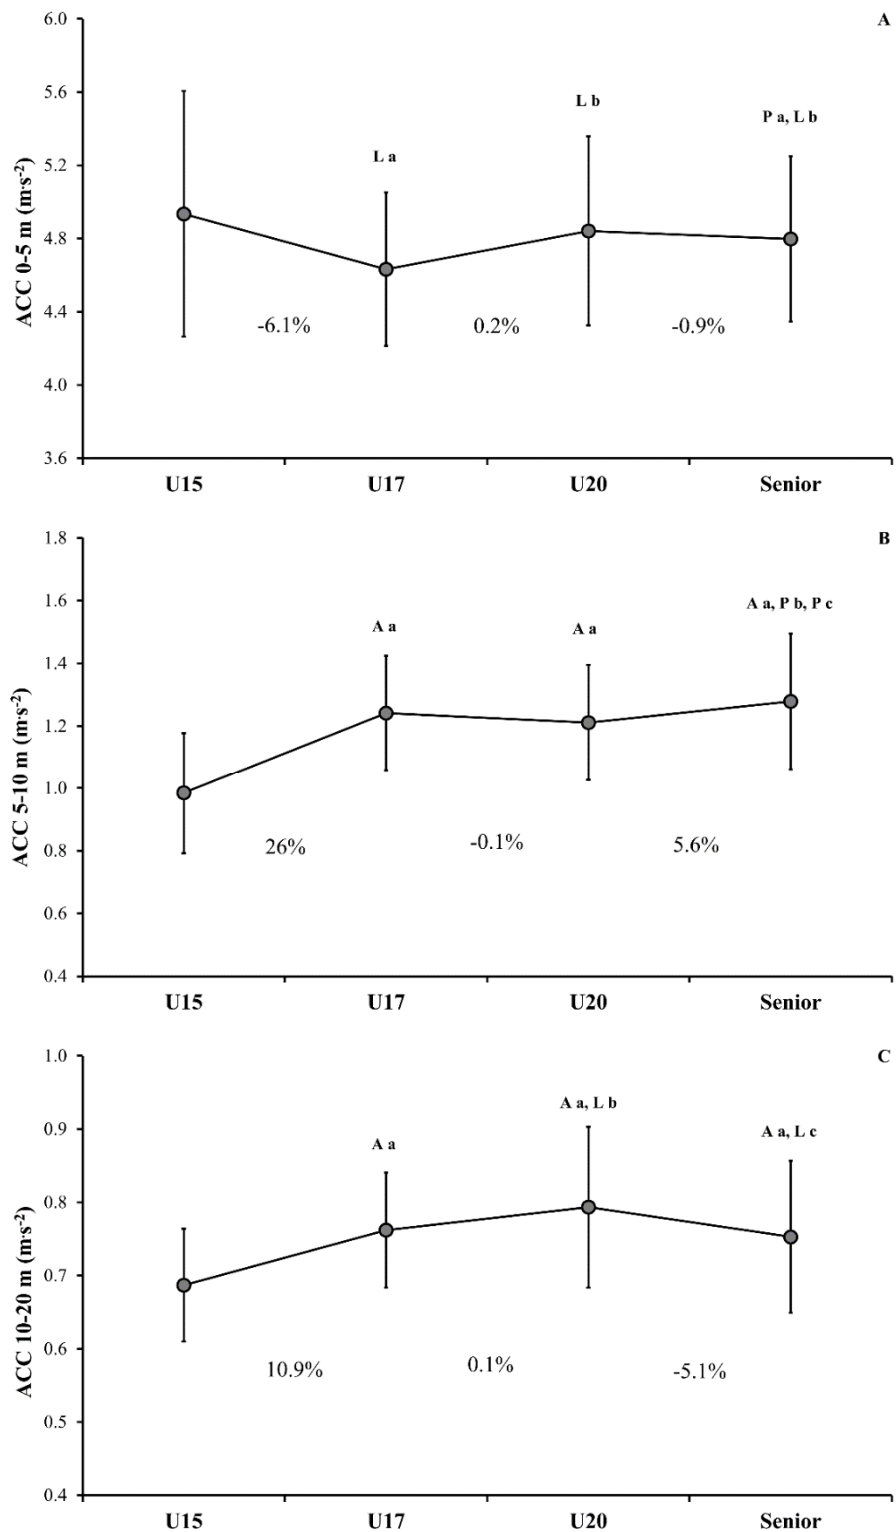 A
ACC 0-5 m (m·s-2)
6.0
5.6
5.2
4.8
4.4
4.0
3.6
L a
L b
P a, L b
-6.1%
0.2%
-0.9%
U15
U17
U20
Senior
B
ACC 5-10 m (m·s-2)
1.8
1.6
1.4
1.2
1.0
0.8
0.6
0.4
A a
A a
A a, P b, P c
26%
-0.1%
5.6%
U15
U17
U20
Senior
C
ACC 10-20 m (m·s-2)
1.0
0.9
0.8
0.7
0.6
0.5
0.4
A a
A a, L b
A a, L c
10.9%
0.1%
-5.1%
U15
U17
U20
Senior